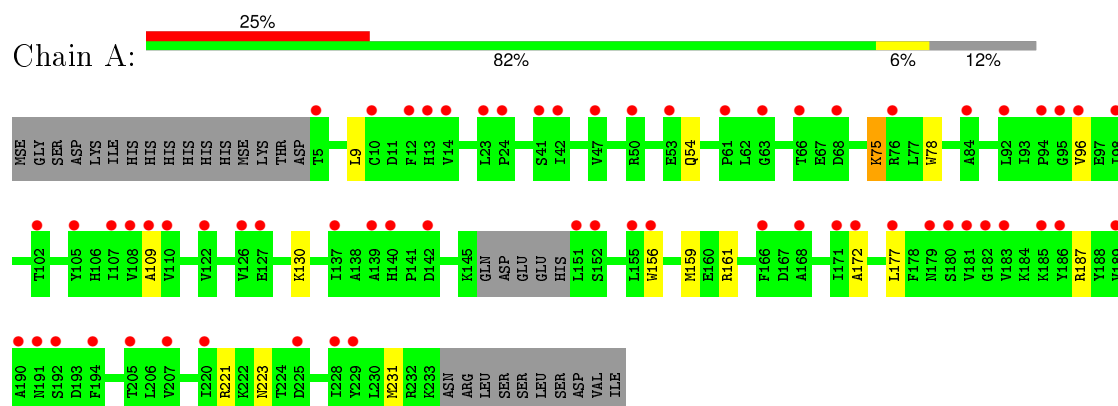 25%
Chain A:
82% 6% 12%
MSE GLY SER ASP LYS ILE HIS HIS HIS HIS HIS HIS MSE LYS THR ASP T5 L9 C10 D11 F12 H13 V14 L23 P24 S41 I42 V47 R50 E53 Q54 P61 L62 G63 T66 E67 D68 K75 R76 L77 W78 A84 L92 I93 P94 G95 V96 E97 I98
T102 Y105 H106 I107 V108 A109 V110 V122 V126 E127 K130 I137 A138 A139 H140 P141 D142 K145 GLN ASP GLU GLU HIS L151 S152 L155 W156 M159 E160 R161 F166 D167 A168 I171 A172 L177 F178 N179 S180 V181 G182 V183 K184 K185 Y186 R187 Y188 Y189
A190 N191 S192 D193 F194 T205 L206 V207 I220 R221 K222 N223 T224 D225 I228 Y229 L230 M231 R232 K233 ASN ARG LEU SER SER LEU SER ASP VAL ILE